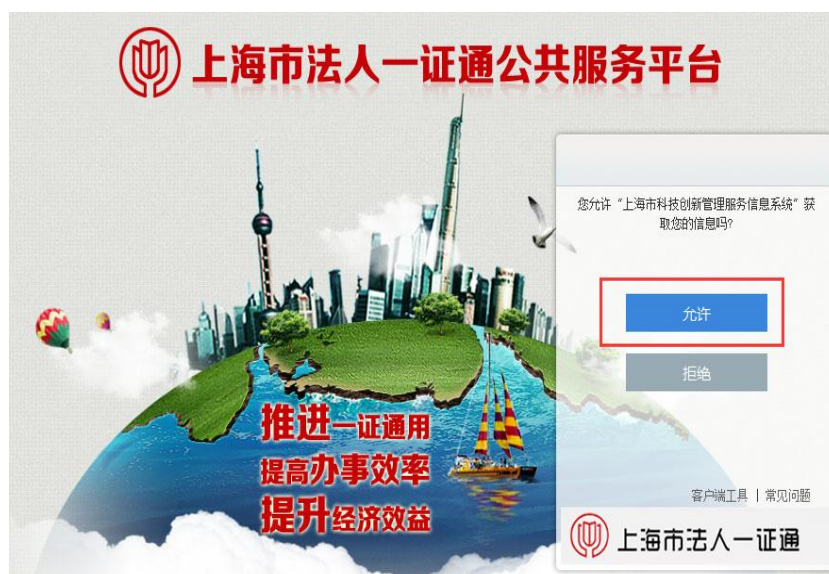 上海市法人一证通公共服务平台
您允许“上海市科技创新管理服务信息系统”获
取您的信息吗?
允许
拒绝
推进一证通用
提高办事效率
提升经济效益
客户端工具 | 常见问题
上海市法人一证通